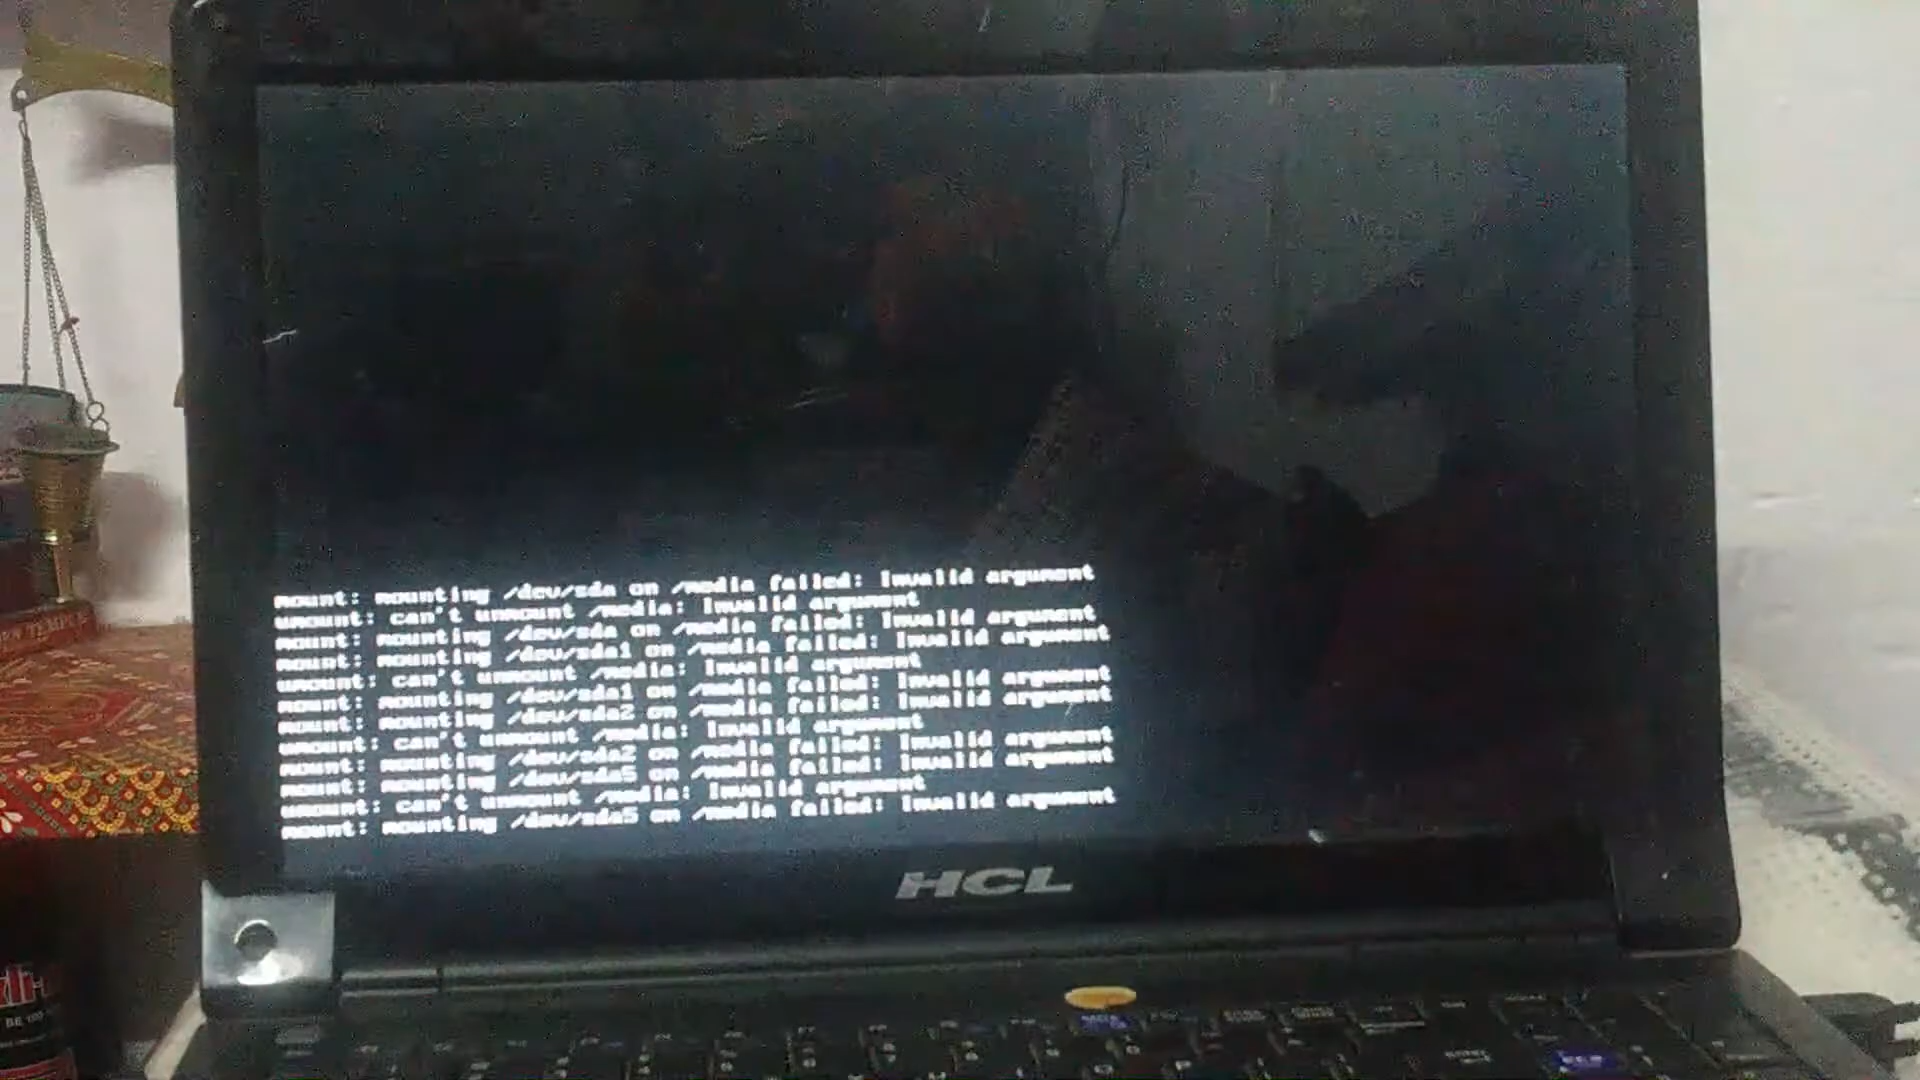 mount: mounting /dev/sda on /media failed: Invalid argument
umount: can't unmount /media: Invalid argument
mount: mounting /dev/sda on /media failed: Invalid argument
mount: mounting /dev/sda1 on /media failed: Invalid argument
umount: can't unmount /media: Invalid argument
mount: mounting /dev/sda1 on /media failed: Invalid argument
mount: mounting /dev/sda2 on /media failed: Invalid argument
umount: can't unmount /media: Invalid argument
mount: mounting /dev/sda2 on /media failed: Invalid argument
mount: mounting /dev/sda5 on /media failed: Invalid argument
umount: can't unmount /media: Invalid argument
mount: mounting /dev/sda5 on /media failed: Invalid argument
HCL